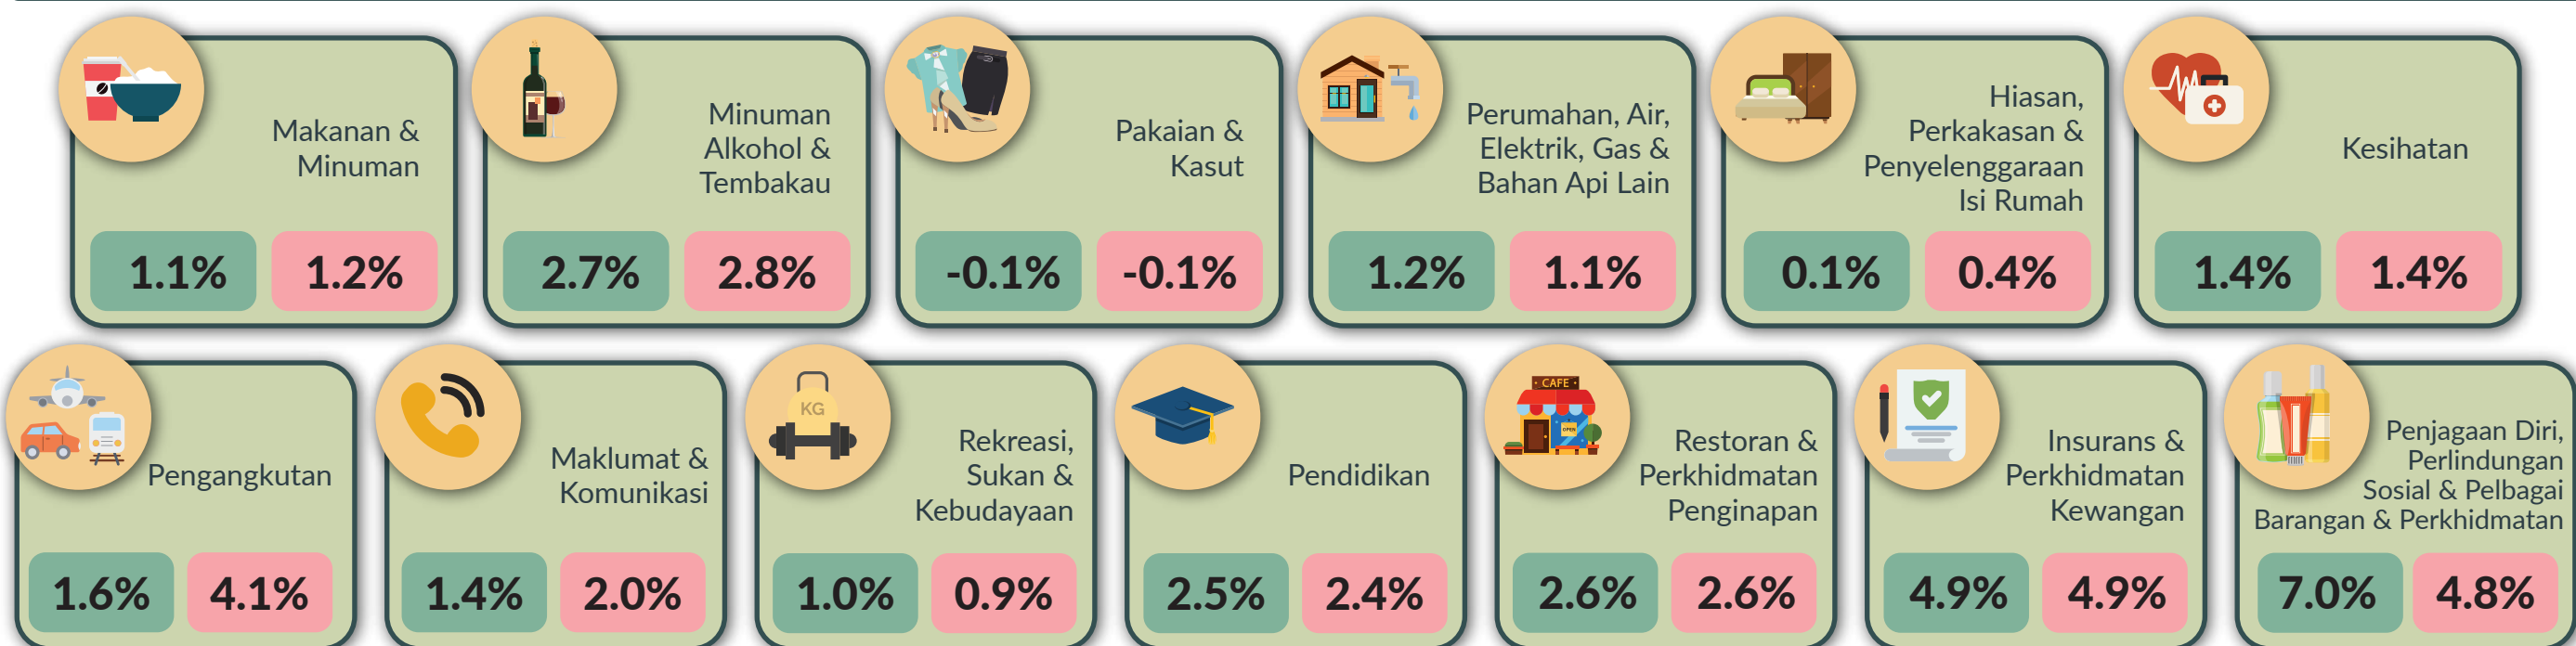 Makanan &
Minuman
1.1% 1.2%
Minuman
Alkohol &
Tembakau
2.7% 2.8%
Pakaian &
Kasut
-0.1% -0.1%
Perumahan, Air,
Elektrik, Gas &
Bahan Api Lain
1.2% 1.1%
Hiasan,
Perkakasan &
Penyelenggaraan
Isi Rumah
0.1% 0.4%
Kesihatan
1.4% 1.4%
Pengangkutan
1.6% 4.1%
Maklumat &
Komunikasi
1.4% 2.0%
KG
Rekreasi,
Sukan &
Kebudayaan
1.0% 0.9%
Pendidikan
2.5% 2.4%
CAFE
OPEN
Restoran &
Perkhidmatan
Penginapan
2.6% 2.6%
Insurans &
Perkhidmatan
Kewangan
4.9% 4.9%
Penjagaan Diri,
Perlindungan
Sosial & Pelbagai
Barangan & Perkhidmatan
7.0% 4.8%